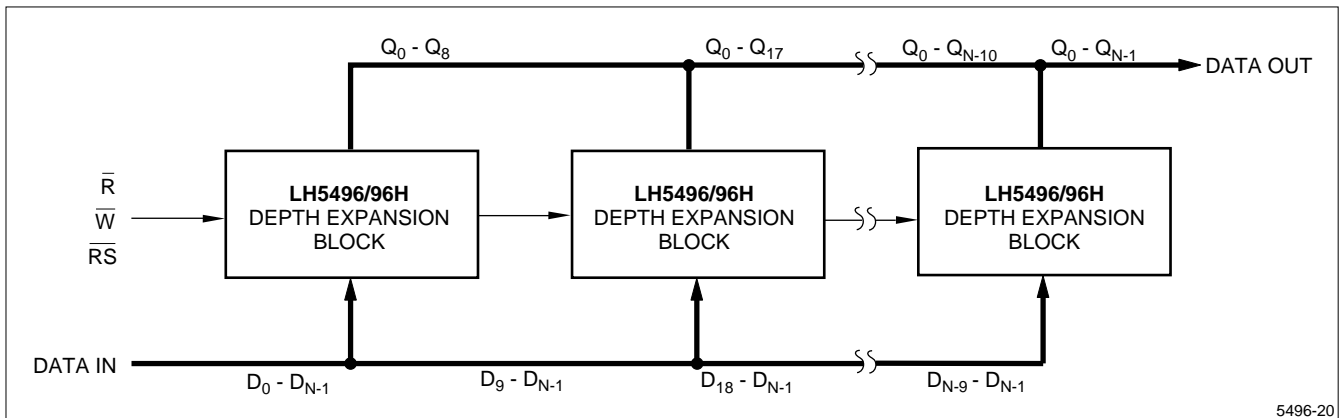 Q0 - Q8
Q0 - Q17
Q0 - QN-10
Q0 - QN-1
DATA OUT
R̅
W̅
R̅S̅
LH5496/96H
DEPTH EXPANSION
BLOCK
LH5496/96H
DEPTH EXPANSION
BLOCK
LH5496/96H
DEPTH EXPANSION
BLOCK
DATA IN
D0 - DN-1
D9 - DN-1
D18 - DN-1
DN-9 - DN-1
5496-20